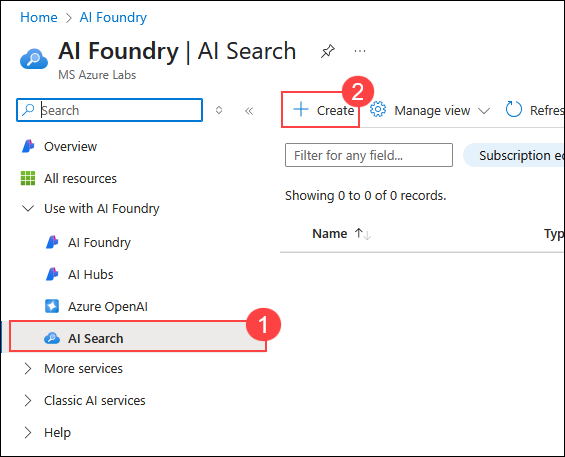 Home > AI Foundry
AI Foundry | AI Search
MS Azure Labs
Search
Overview
All resources
Use with AI Foundry
AI Foundry
AI Hubs
Azure OpenAI
AI Search
1
More services
Classic AI services
Help
2
+ Create
Manage view
Refres
Filter for any field...
Subscription eq
Showing 0 to 0 of 0 records.
Name ↑↓
Typ